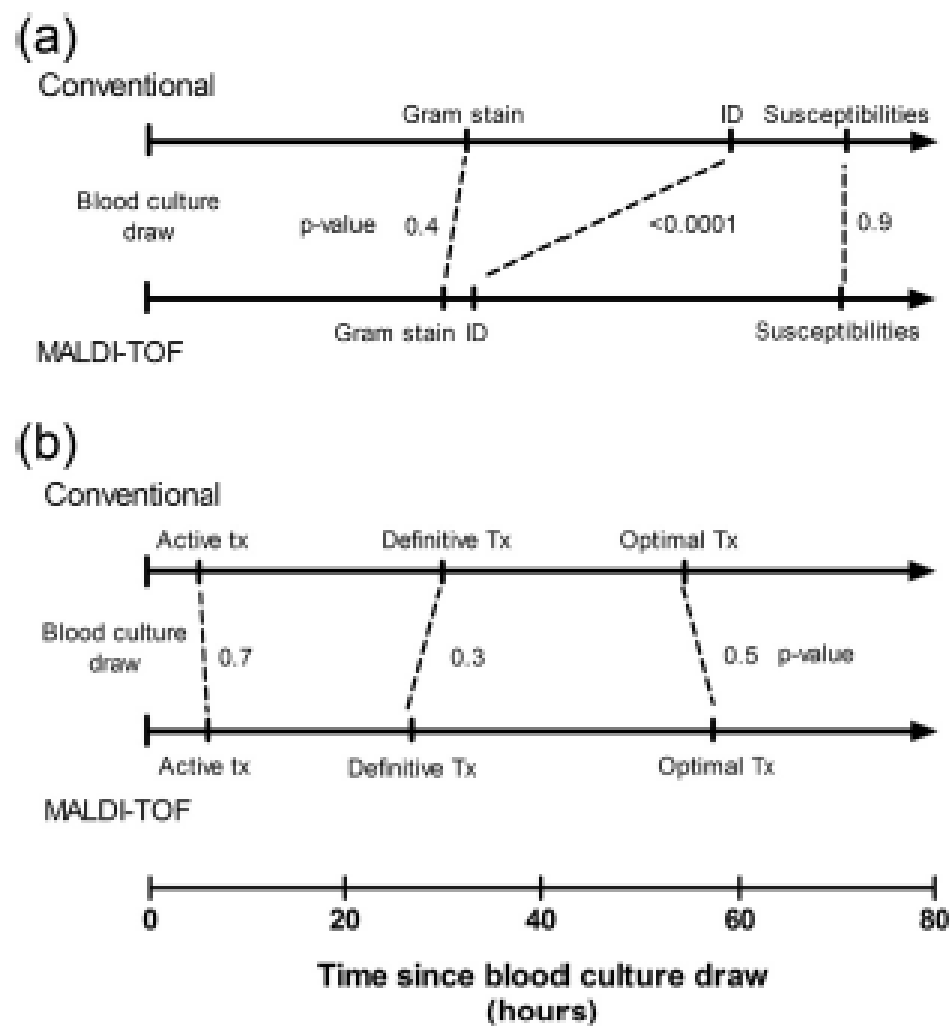 (a)
Conventional
Gram stain ID Susceptibilities
Blood culture
draw
p-value 0.4 <0.0001 0.9
Gram stain ID Susceptibilities
MALDI-TOF
(b)
Conventional
Active tx Definitive Tx Optimal Tx
Blood culture
draw
0.7 0.3 0.5 p-value
Active tx Definitive Tx Optimal Tx
MALDI-TOF
0 20 40 60 80
Time since blood culture draw
(hours)